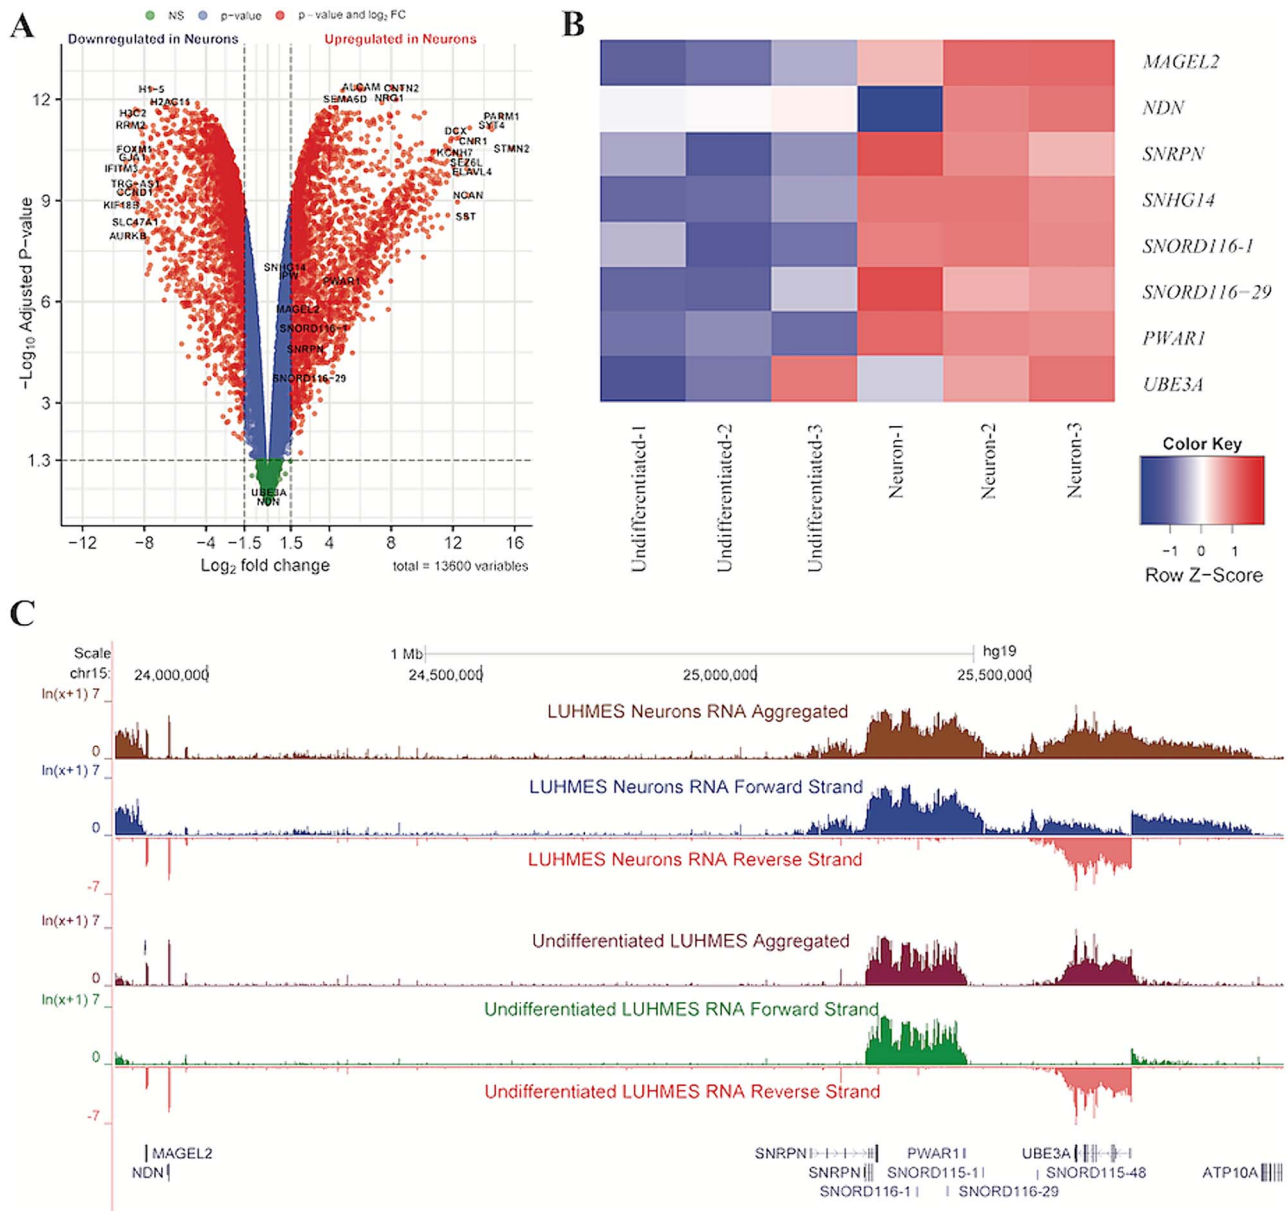 A
NS p-value p-value and log2 FC
Downregulated in Neurons Upregulated in Neurons
H1-5
H2AC11
H3C2
RRM2
FOXM1
GJA1
IFITM3
TRG-AS1
CCND1
KIF18B
SLC47A1
AURKB
ALCAM CNTN2
SEMA6D NRG1
PARM1
SYT4
DCX
CNR1
STMN2
KCNH7
SEZ6L
ELAVL4
NCAN
SST
SNHG14
IPW
PWAR1
MAGEL2
SNORD116-1
SNRPN
SNORD116-29
UBE3A
NDN
12
9
6
3
1.3
−Log10 Adjusted P-value
−12 −8 −4 −1.5 1.5 4 8 12 16
Log2 fold change
total = 13600 variables
B
MAGEL2
NDN
SNRPN
SNHG14
SNORD116-1
SNORD116−29
PWAR1
UBE3A
Undifferentiated-1
Undifferentiated-2
Undifferentiated-3
Neuron-1
Neuron-2
Neuron-3
Color Key
−1 0 1
Row Z−Score
C
Scale 1 Mb hg19
chr15: 24,000,000 24,500,000 25,000,000 25,500,000
ln(x+1) 7
LUHMES Neurons RNA Aggregated
0
ln(x+1) 7
LUHMES Neurons RNA Forward Strand
0
LUHMES Neurons RNA Reverse Strand
-7
ln(x+1) 7
Undifferentiated LUHMES Aggregated
0
ln(x+1) 7
Undifferentiated LUHMES RNA Forward Strand
0
Undifferentiated LUHMES RNA Reverse Strand
-7
MAGEL2 SNRPN PWAR1 UBE3A
NDN SNRPN SNORD115-1 SNORD115-48 ATP10A
SNORD116-1 SNORD116-29